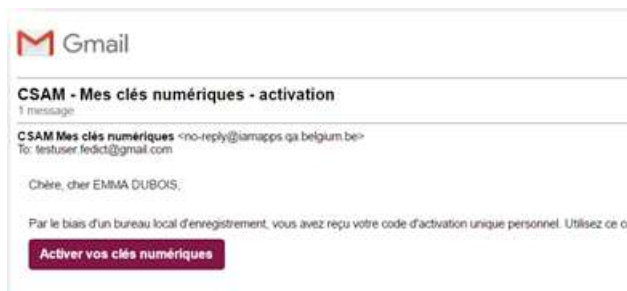 Gmail
CSAM - Mes clés numériques - activation
1 message
CSAM Mes clés numériques <no-reply@iamapps.qa.belgium.be>
To: testuser.fedict@gmail.com
Chère, cher EMMA DUBOIS,
Par le biais d'un bureau local d'enregistrement, vous avez reçu votre code d'activation unique personnel. Utilisez ce
Activer vos clés numériques